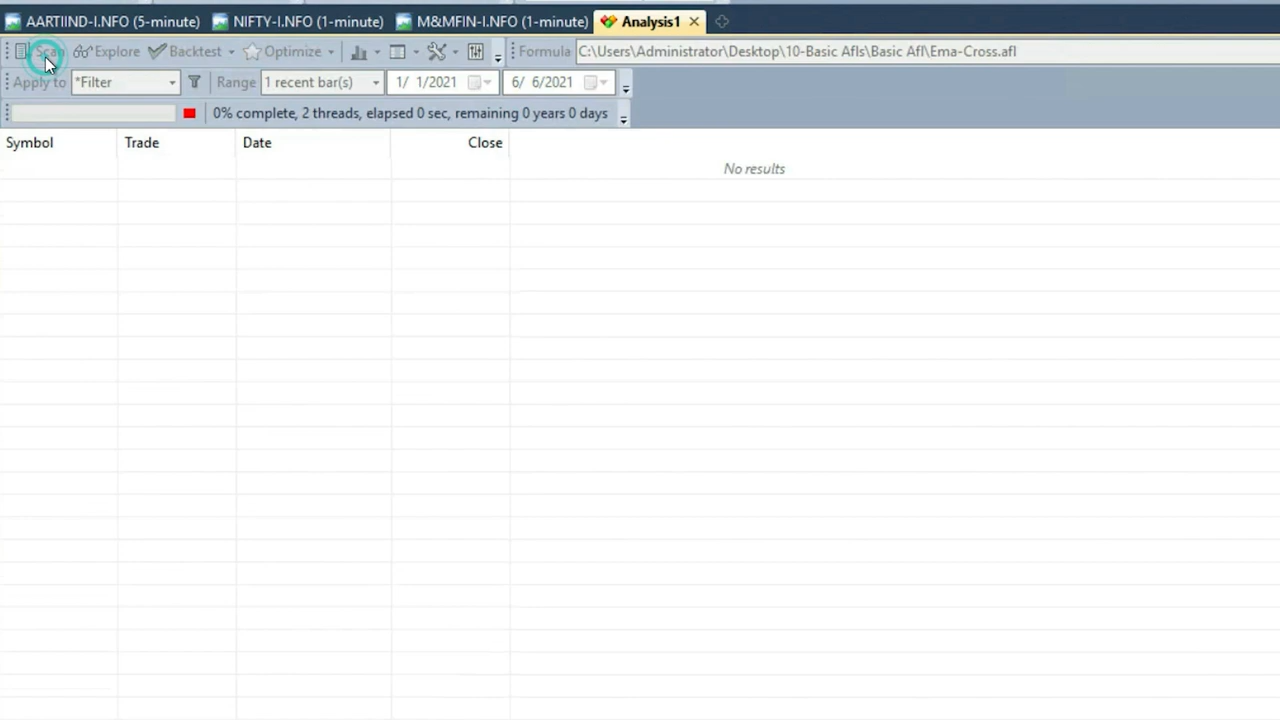 AARTIIND-I.NFO (5-minute) NIFTY-I.NFO (1-minute) M&MFIN-I.NFO (1-minute) Analysis1
Scan Explore Backtest Optimize Formula C:\Users\Administrator\Desktop\10-Basic Afls\Basic Afl\Ema-Cross.afl
Apply to *Filter Range 1 recent bar(s) 1/ 1/2021 6/ 6/2021
0% complete, 2 threads, elapsed 0 sec, remaining 0 years 0 days
Symbol Trade Date Close
No results